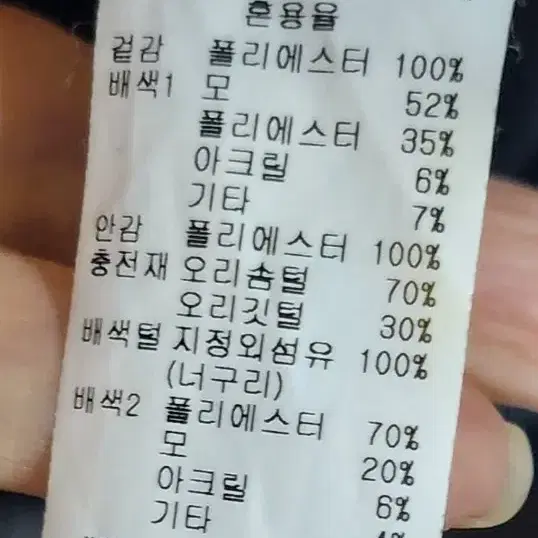 혼용율
겉감 폴리에스터 100%
배색1 모 52%
폴리에스터 35%
아크릴 6%
기타 7%
안감 폴리에스터 100%
충전재 오리솜털 70%
오리깃털 30%
배색털 지정외섬유 100%
(너구리)
배색2 폴리에스터 70%
모 20%
아크릴 6%
기타 4%